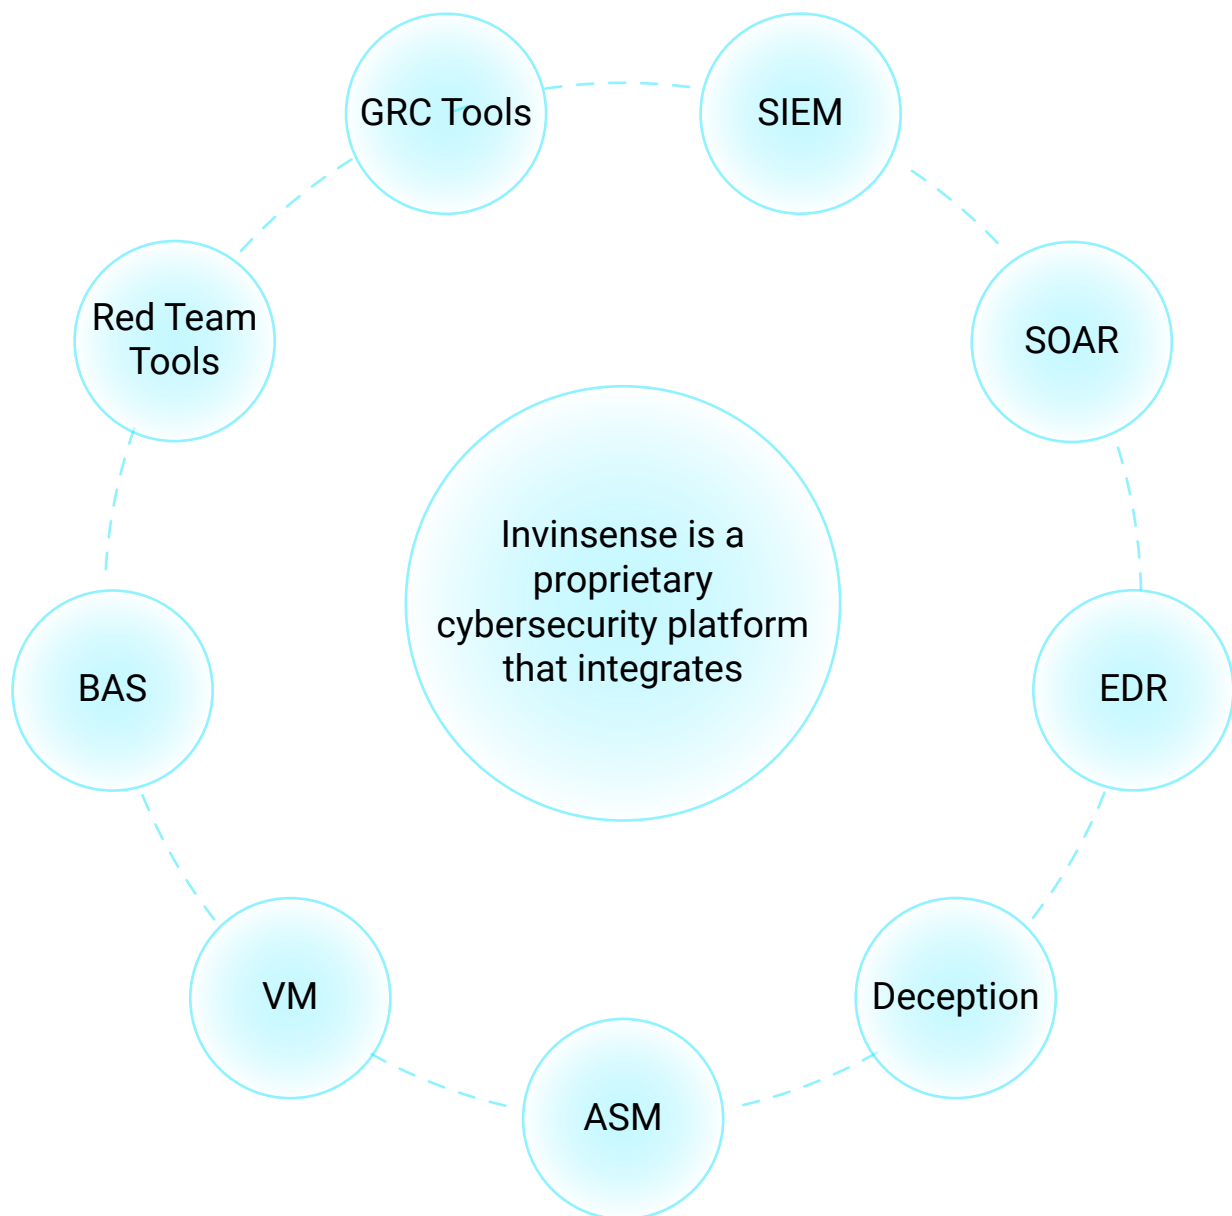 GRC Tools
SIEM
Red Team
Tools
SOAR
Invinsense is a
proprietary
cybersecurity platform
that integrates
BAS
EDR
VM
Deception
ASM